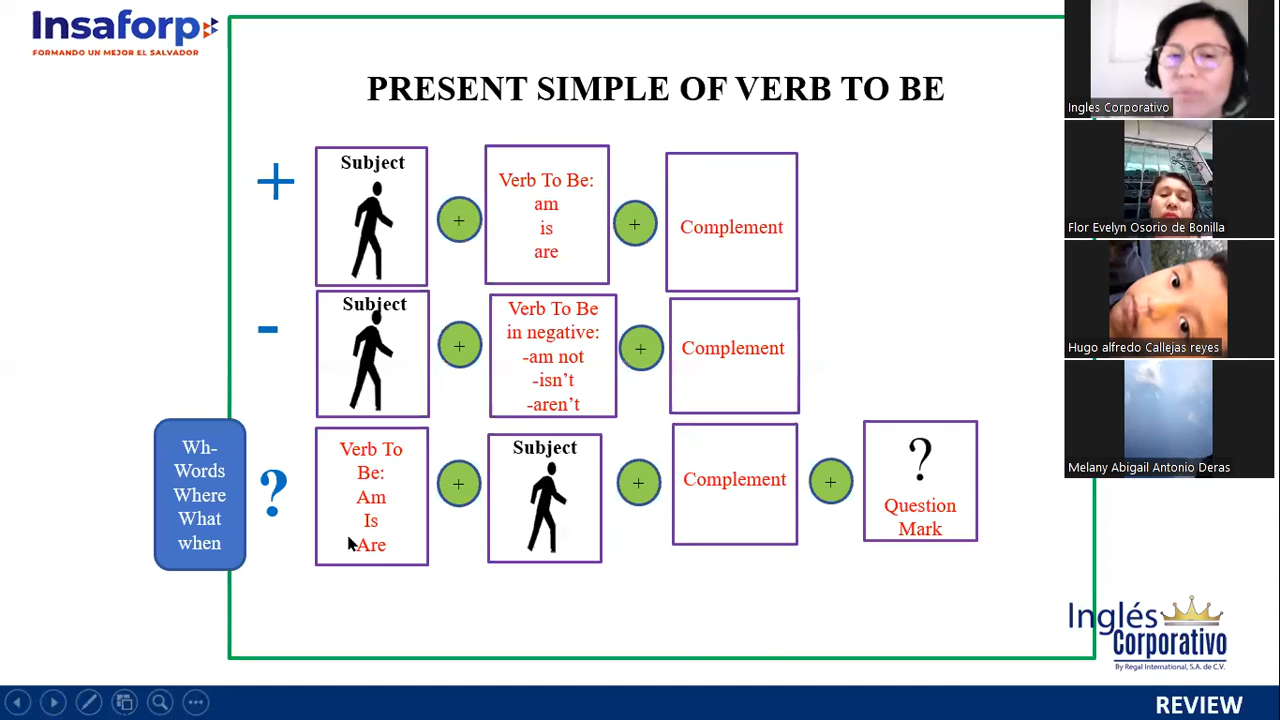 Insaforp
FORMANDO UN MEJOR EL SALVADOR
PRESENT SIMPLE OF VERB TO BE
+
Subject
+
Verb To Be:
am
is
are
+
Complement
-
Subject
+
Verb To Be
in negative:
-am not
-isn't
-aren't
+
Complement
Wh-
Words
Where
What
when
?
Verb To
Be:
Am
Is
Are
+
Subject
+
Complement
+
?
Question
Mark
Ingles Corporativo
Flor Evelyn Osorio de Bonilla
Hugo alfredo Callejas reyes
Melany Abigail Antonio Deras
Inglés
Corporativo
By Regal International, S.A. de C.V.
REVIEW